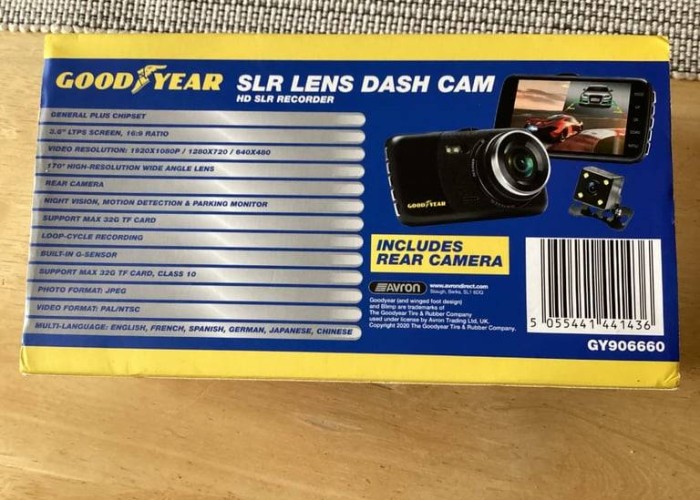 GOODYEAR
SLR LENS DASH CAM
HD SLR RECORDER
GENERAL PLUS CHIPSET
3.8" LTPS SCREEN, 16:9 RATIO
VIDEO RESOLUTION: 1920X1080P / 1280X720 / 640X480
170° HIGH-RESOLUTION WIDE ANGLE LENS
REAR CAMERA
NIGHT VISION, MOTION DETECTION & PARKING MONITOR
SUPPORT MAX 32G TF CARD
LOOP-CYCLE RECORDING
BUILT-IN G-SENSOR
SUPPORT MAX 32G TF CARD, CLASS 10
PHOTO FORMAT: JPEG
VIDEO FORMAT: PAL/NTSC
MULTI-LANGUAGE: ENGLISH, FRENCH, SPANISH, GERMAN, JAPANESE, CHINESE
GOODYEAR
INCLUDES
REAR CAMERA
Avron
www.avrondirect.com
Slough, Berks, SL1 6DQ
Goodyear (and winged foot design)
and Blimp are trademarks of
The Goodyear Tire & Rubber Company
used under license by Avron Trading Ltd, UK.
Copyright 2020 The Goodyear Tire & Rubber Company.
5 055441 441436
GY906660